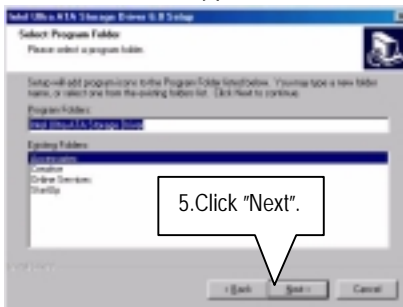 Intel Ultra ATA Storage Driver 6.0 Setup
Select Program Folder
Please select a program folder.
Setup will add program icons to the Program Folder listed below. You may type a new folder
name, or select one from the existing folders list. Click Next to continue.
Program Folders:
Intel Ultra ATA Storage Driver
Existing Folders:
Accessories
Creative
Online Services
StartUp
5.Click "Next".
< Back
Next >
Cancel